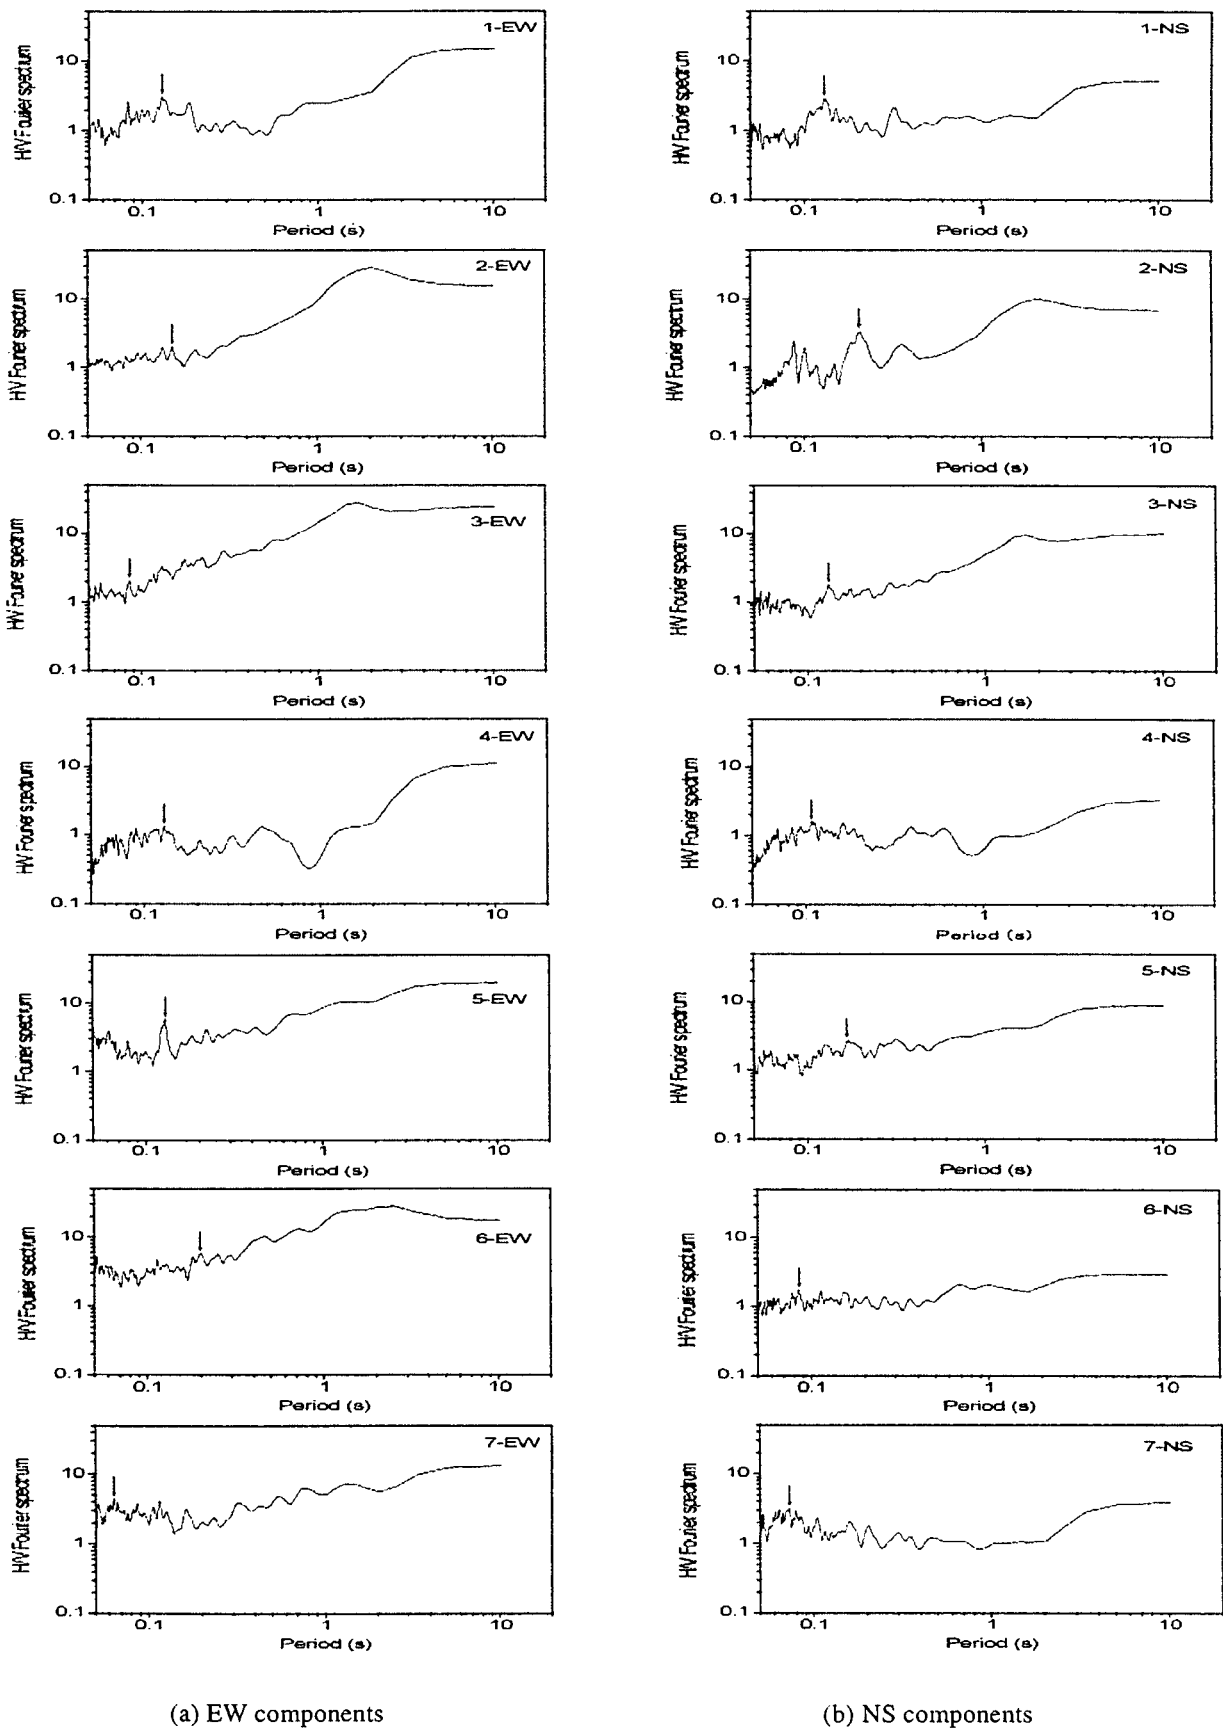 1-EW
H/V Fourier spectrum
10
1
0.1
0.1 1 10
Period (s)
1-NS
H/V Fourier spectrum
10
1
0.1
0.1 1 10
Period (s)
2-EW
H/V Fourier spectrum
10
1
0.1
0.1 1 10
Period (s)
2-NS
H/V Fourier spectrum
10
1
0.1
0.1 1 10
Period (s)
3-EW
H/V Fourier spectrum
10
1
0.1
0.1 1 10
Period (s)
3-NS
H/V Fourier spectrum
10
1
0.1
0.1 1 10
Period (s)
4-EW
H/V Fourier spectrum
10
1
0.1
0.1 1 10
Period (s)
4-NS
H/V Fourier spectrum
10
1
0.1
0.1 1 10
Period (s)
5-EW
H/V Fourier spectrum
10
1
0.1
0.1 1 10
Period (s)
5-NS
H/V Fourier spectrum
10
1
0.1
0.1 1 10
Period (s)
6-EW
H/V Fourier spectrum
10
1
0.1
0.1 1 10
Period (s)
6-NS
H/V Fourier spectrum
10
1
0.1
0.1 1 10
Period (s)
7-EW
H/V Fourier spectrum
10
1
0.1
0.1 1 10
Period (s)
7-NS
H/V Fourier spectrum
10
1
0.1
0.1 1 10
Period (s)
(a) EW components
(b) NS components